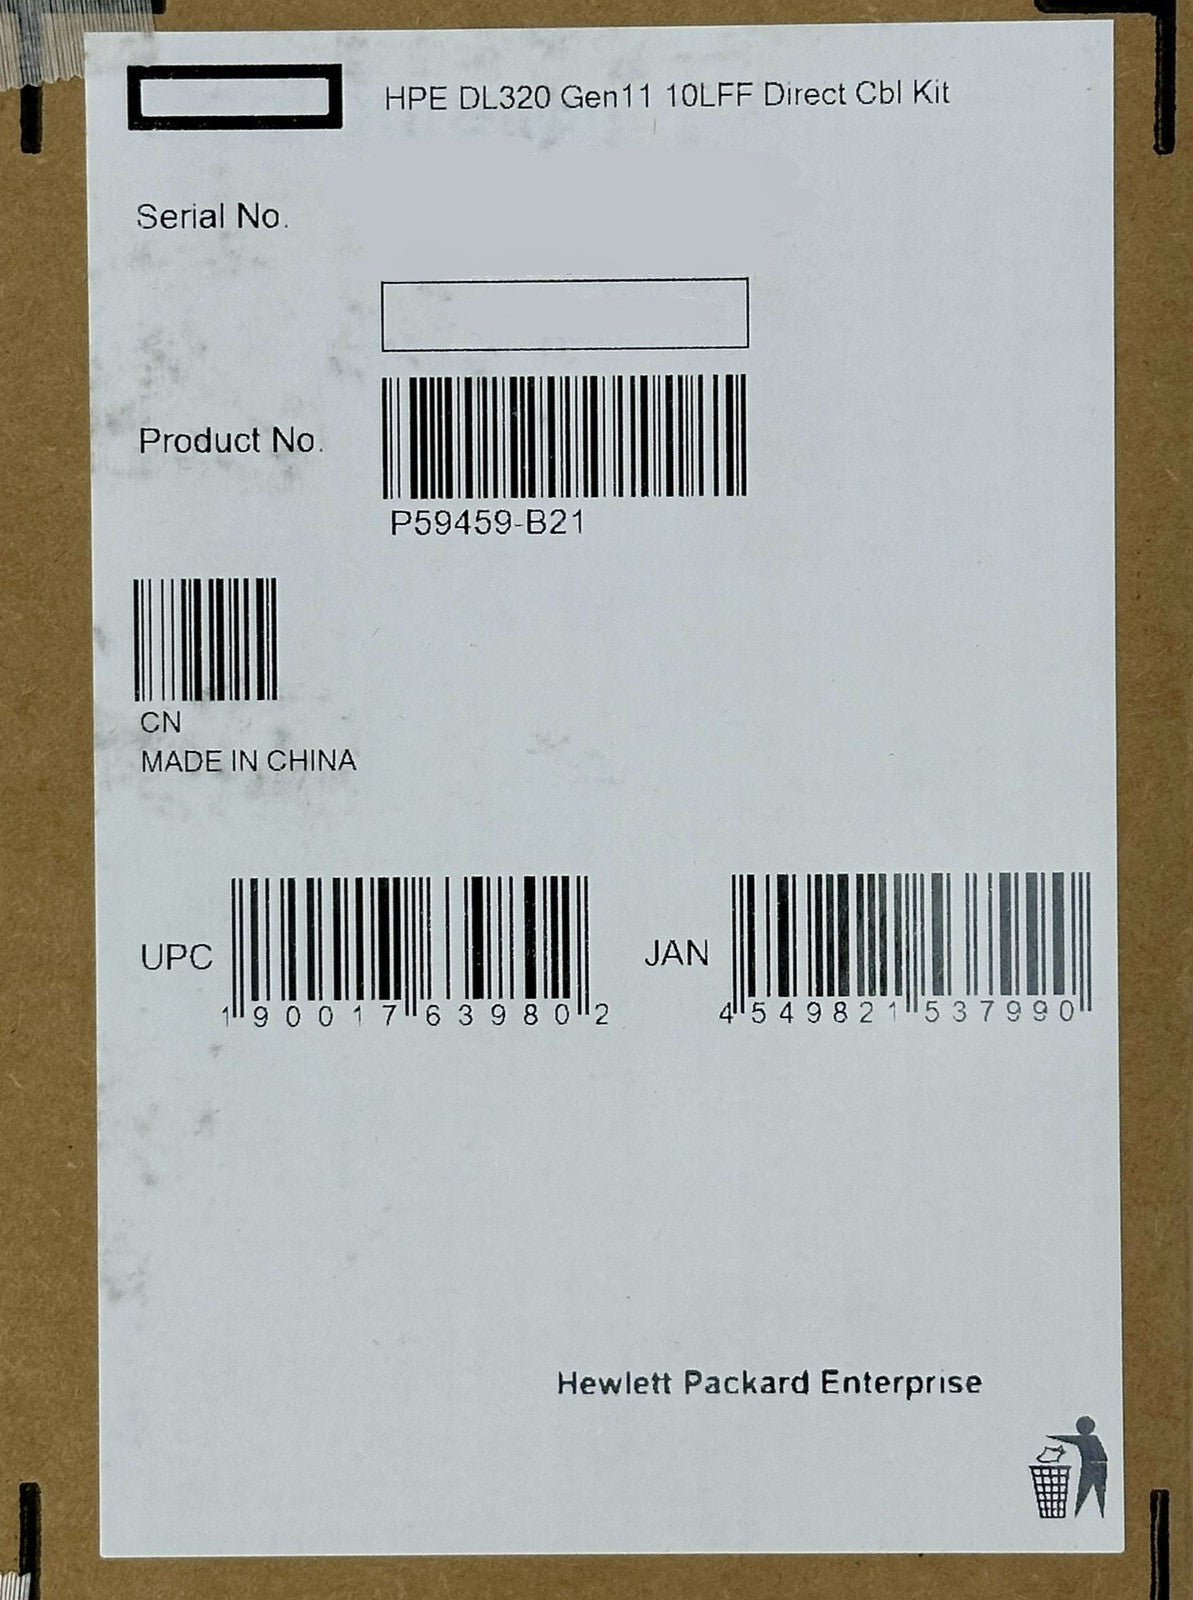 HPE DL320 Gen11 10LFF Direct Cbl Kit
Serial No.
Product No.
P59459-B21
CN
MADE IN CHINA
UPC
1 90017 63980 2
JAN
4 549821 537990
Hewlett Packard Enterprise